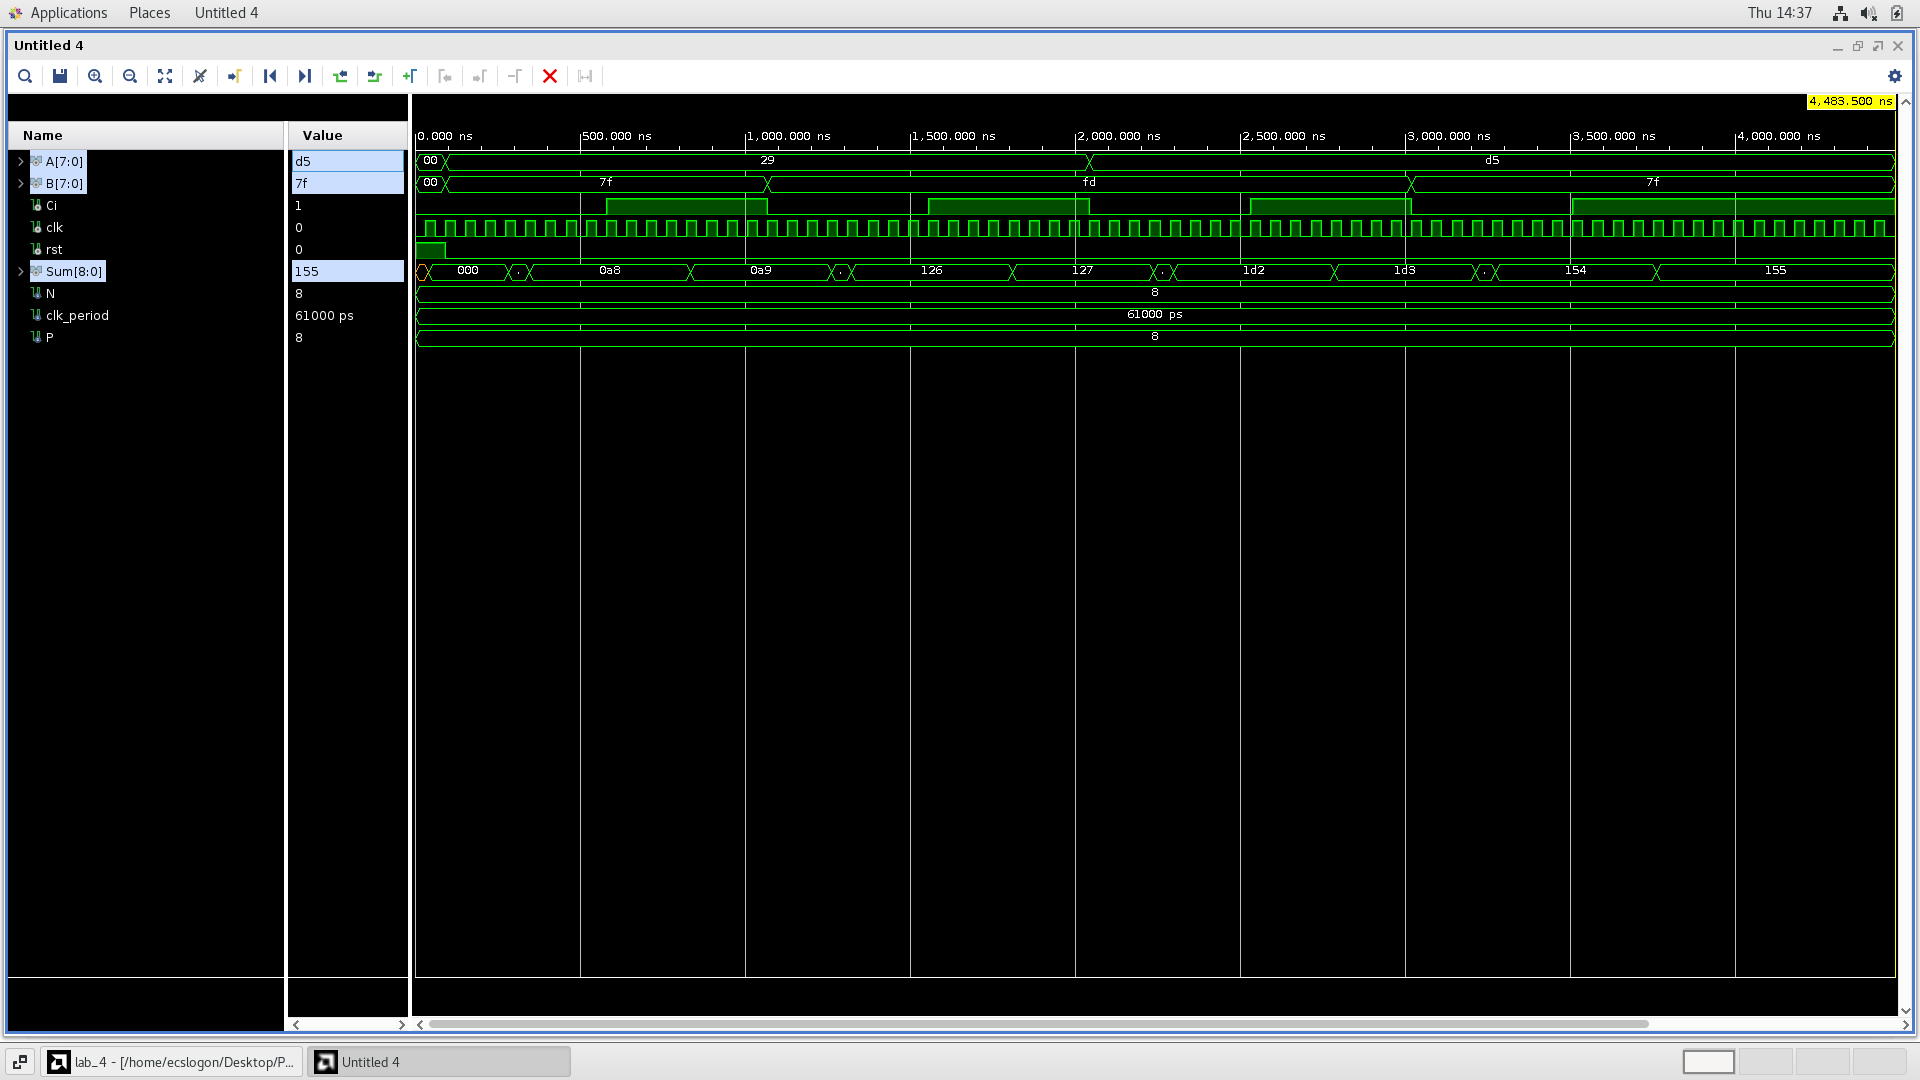 Applications Places Untitled 4 Thu 14:37
Untitled 4
4,483.500 ns
Name Value 0.000 ns 500.000 ns 1,000.000 ns 1,500.000 ns 2,000.000 ns 2,500.000 ns 3,000.000 ns 3,500.000 ns 4,000.000 ns
A[7:0] d5 00 29 d5
B[7:0] 7f 00 7f fd 7f
Ci 1
clk 0
rst 0
Sum[8:0] 155 000 . 0a8 0a9 . 126 127 . 1d2 1d3 . 154 155
N 8 8
clk_period 61000 ps 61000 ps
P 8 8
lab_4 - [/home/ecslogon/Desktop/P... Untitled 4